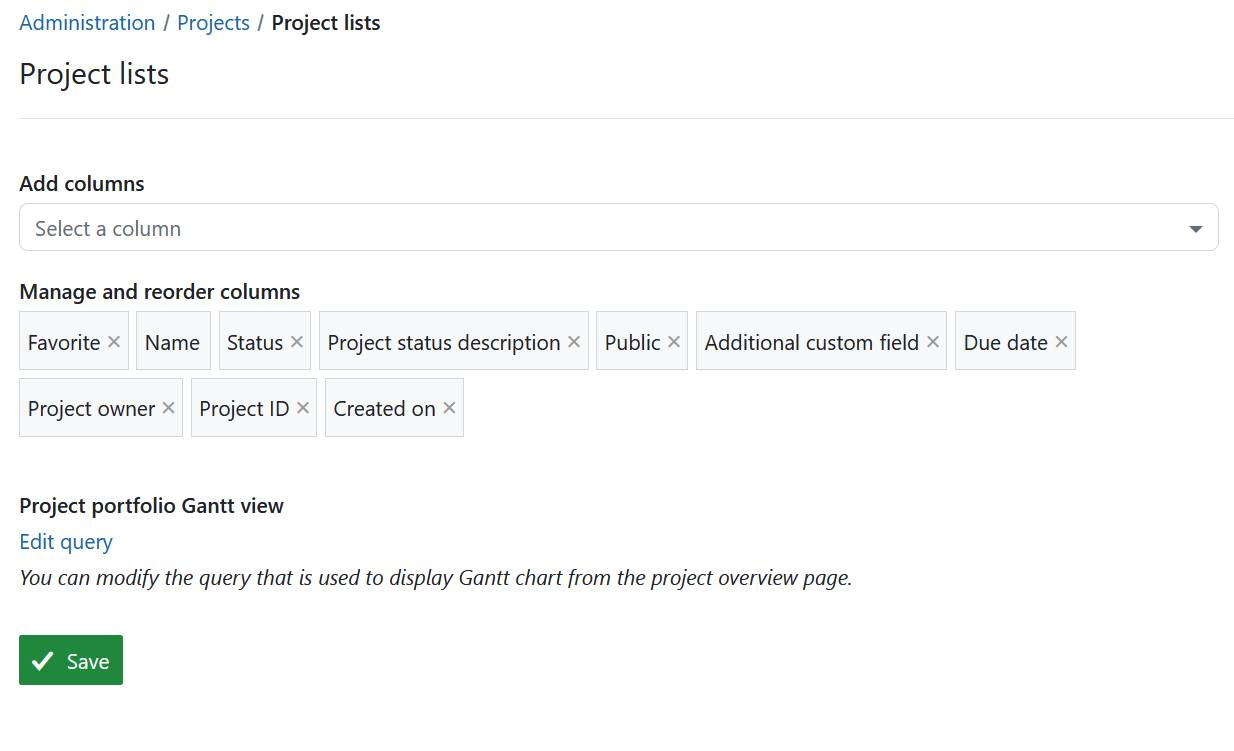 Administration / Projects / Project lists
Project lists
Add columns
Select a column
Manage and reorder columns
Favorite × Name Status × Project status description × Public × Additional custom field × Due date ×
Project owner × Project ID × Created on ×
Project portfolio Gantt view
Edit query
You can modify the query that is used to display Gantt chart from the project overview page.
Save